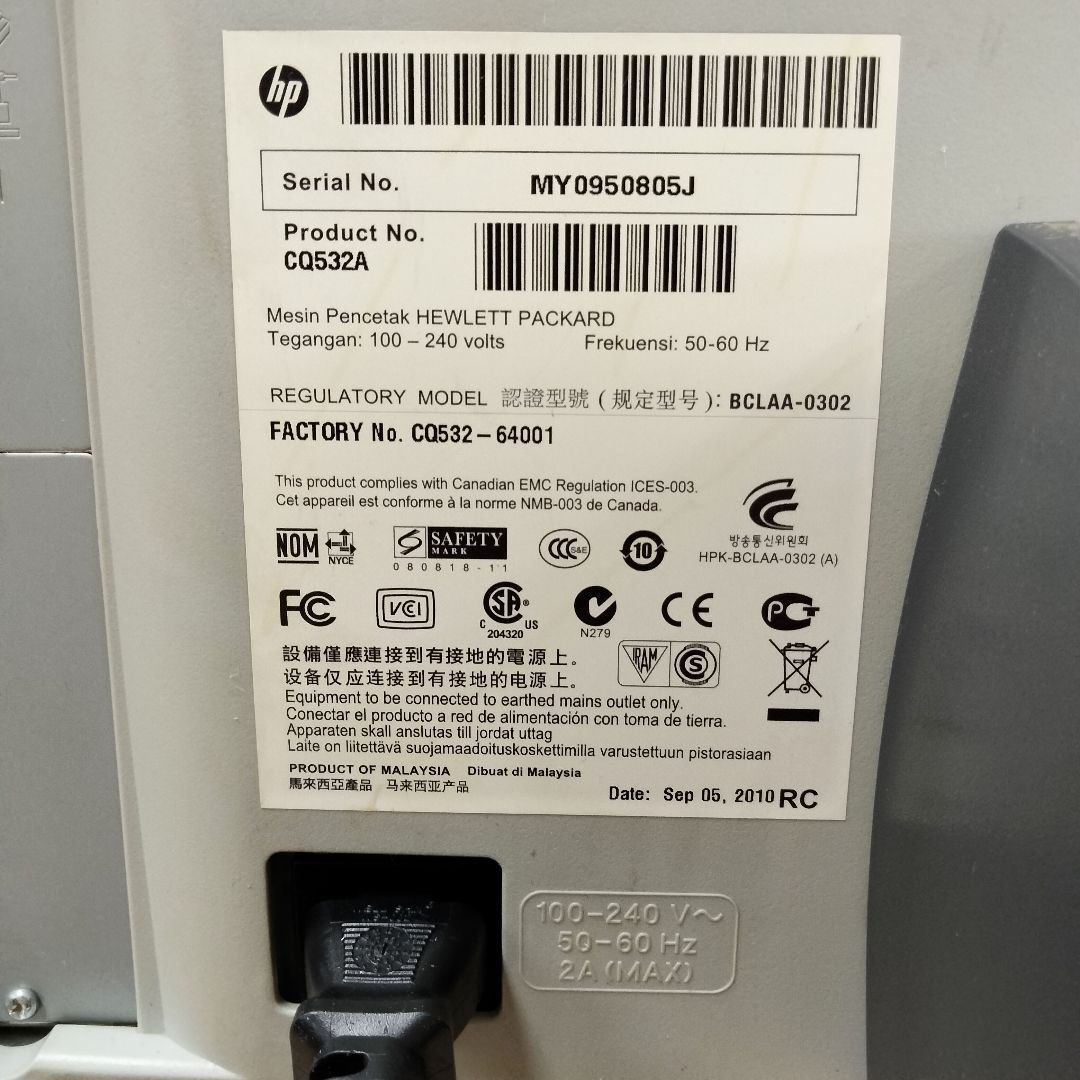 hp
Serial No. MY0950805J
Product No.
CQ532A
Mesin Pencetak HEWLETT PACKARD
Tegangan: 100 – 240 volts Frekuensi: 50-60 Hz
REGULATORY MODEL 認證型號 ( 规定型号 ): BCLAA-0302
FACTORY No. CQ532-64001
This product complies with Canadian EMC Regulation ICES-003.
Cet appareil est conforme à la norme NMB-003 de Canada.
NOM NYCE
SAFETY
MARK
080818-11
CCC S&E
10
방송통신위원회
HPK-BCLAA-0302 (A)
FC
VCI
SA
C US
204320
N279
CE
PCT
設備僅應連接到有接地的電源上。
设备仅应连接到有接地的电源上。
IRAM S
Equipment to be connected to earthed mains outlet only.
Conectar el producto a red de alimentación con toma de tierra.
Apparaten skall anslutas till jordat uttag
Laite on liitettävä suojamaadoituskoskettimilla varustettuun pistorasiaan
PRODUCT OF MALAYSIA Dibuat di Malaysia
馬來西亞產品 马来西亚产品
Date: Sep 05, 2010 RC
100-240 V~
50-60 Hz
2A (MAX)